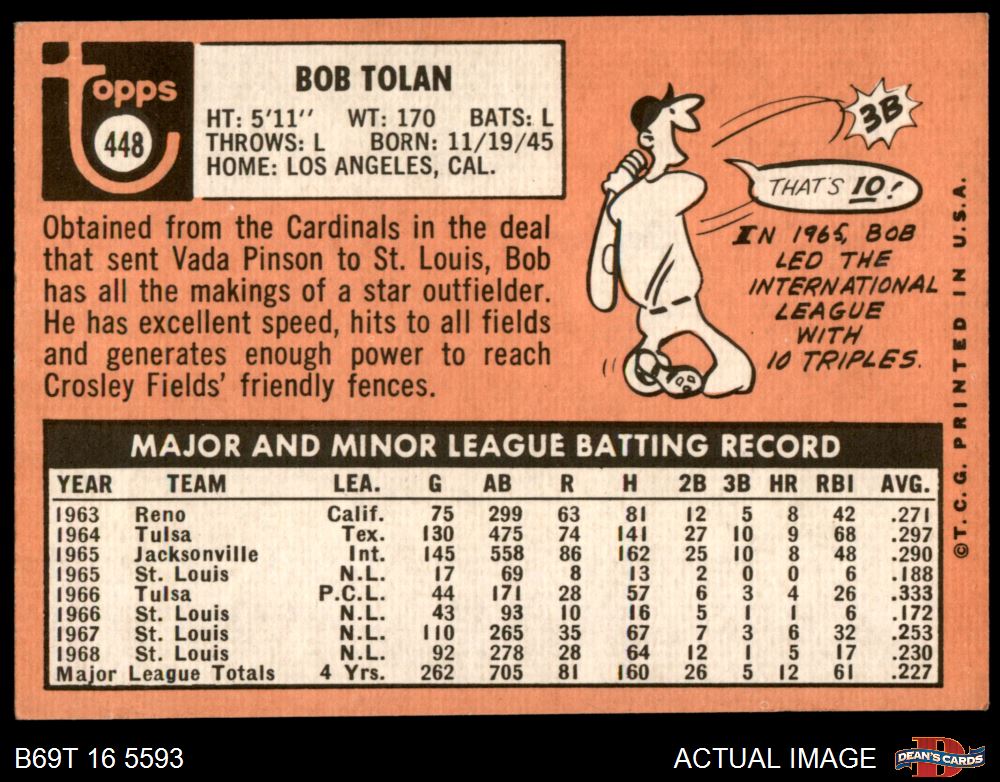 topps
448
BOB TOLAN
HT: 5'11" WT: 170 BATS: L
THROWS: L BORN: 11/19/45
HOME: LOS ANGELES, CAL.
Obtained from the Cardinals in the deal
that sent Vada Pinson to St. Louis, Bob
has all the makings of a star outfielder.
He has excellent speed, hits to all fields
and generates enough power to reach
Crosley Fields' friendly fences.
3B
THAT'S 10!
IN 1965, BOB
LED THE
INTERNATIONAL
LEAGUE
WITH
10 TRIPLES.
©T. C. G. PRINTED IN U.S.A.
MAJOR AND MINOR LEAGUE BATTING RECORD
YEAR TEAM LEA. G AB R H 2B 3B HR RBI AVG.
1963 Reno Calif. 75 299 63 81 12 5 8 42 .271
1964 Tulsa Tex. 130 475 74 141 27 10 9 68 .297
1965 Jacksonville Int. 145 558 86 162 25 10 8 48 .290
1965 St. Louis N.L. 17 69 8 13 2 0 0 6 .188
1966 Tulsa P.C.L. 44 171 28 57 6 3 4 26 .333
1966 St. Louis N.L. 43 93 10 16 5 1 1 6 .172
1967 St. Louis N.L. 110 265 35 67 7 3 6 32 .253
1968 St. Louis N.L. 92 278 28 64 12 1 5 17 .230
Major League Totals 4 Yrs. 262 705 81 160 26 5 12 61 .227
B69T 16 5593
ACTUAL IMAGE
D
DEAN'S CARDS